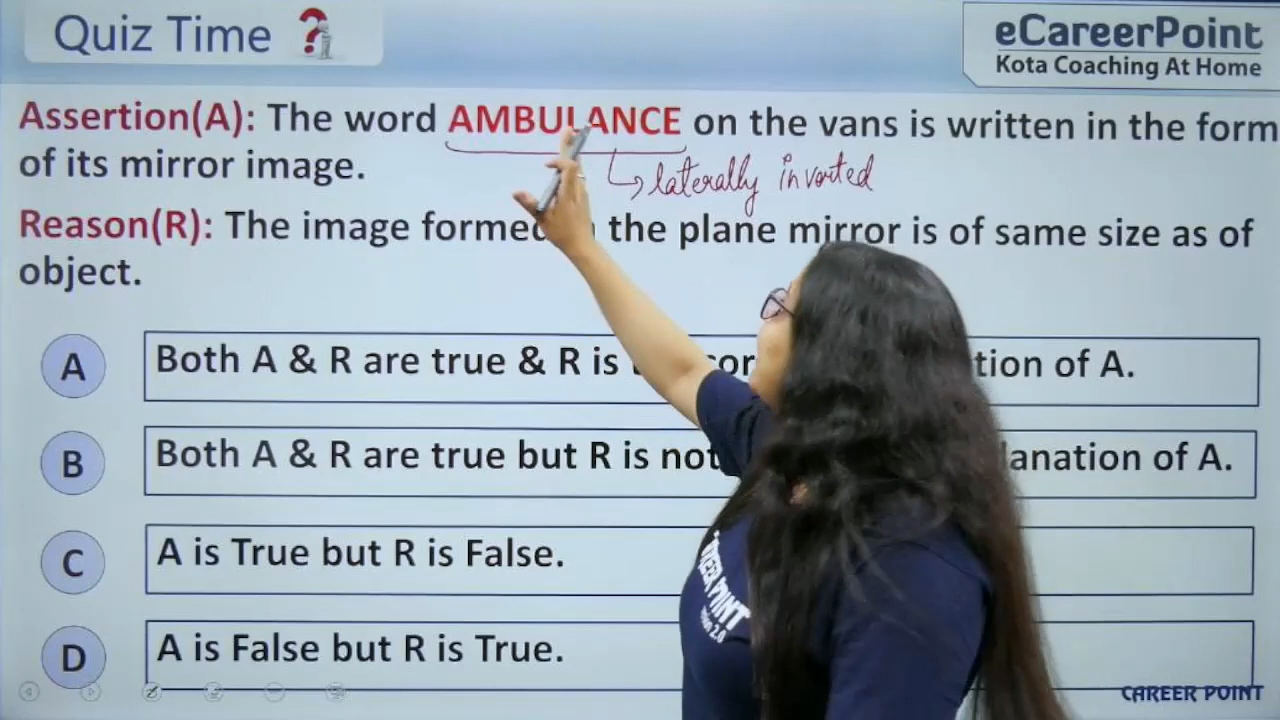 Quiz Time
eCareerPoint
Kota Coaching At Home
Assertion(A): The word AMBULANCE on the vans is written in the form
of its mirror image.
laterally inverted
Reason(R): The image formed the plane mirror is of same size as of
object.
A Both A & R are true & R is tion of A.
B Both A & R are true but R is not lanation of A.
C A is True but R is False.
D A is False but R is True.
CAREER POINT